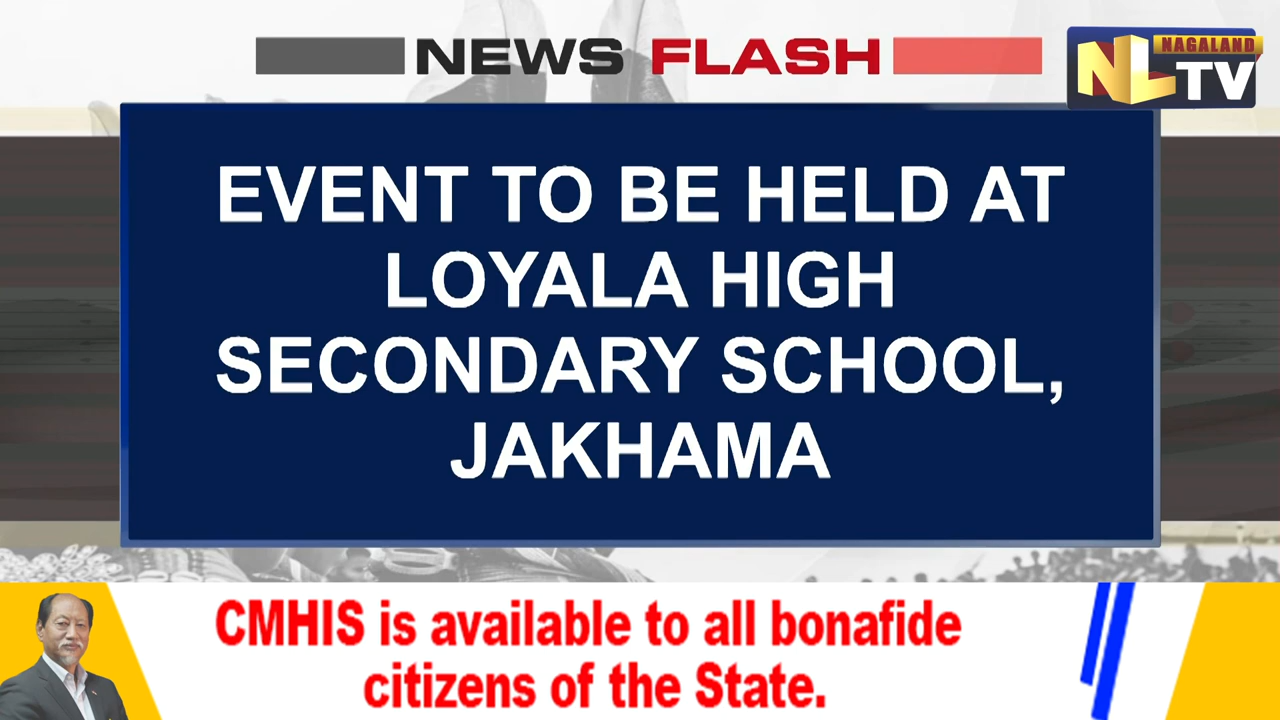 NEWS FLASH
NAGALAND
NL TV
EVENT TO BE HELD AT
LOYALA HIGH
SECONDARY SCHOOL,
JAKHAMA
CMHIS is available to all bonafide
citizens of the State.